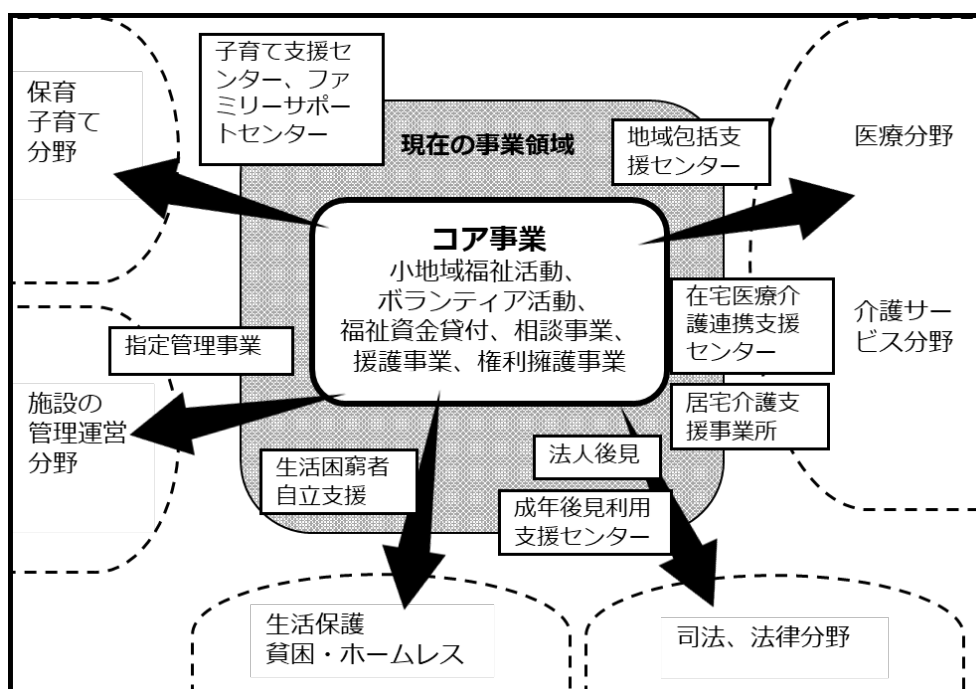 子育て支援セ
ンター、ファ
ミリーサポー
トセンター
保育
子育て
分野
現在の事業領域
地域包括支
援センター
医療分野
コア事業
小地域福祉活動、
ボランティア活動、
福祉資金貸付、相談事業、
援護事業、権利擁護事業
在宅医療介
護連携支援
センター
介護サー
ビス分野
指定管理事業
居宅介護支
援事業所
施設の
管理運営
分野
生活困窮者
自立支援
法人後見
成年後見利用
支援センター
生活保護
貧困・ホームレス
司法、法律分野